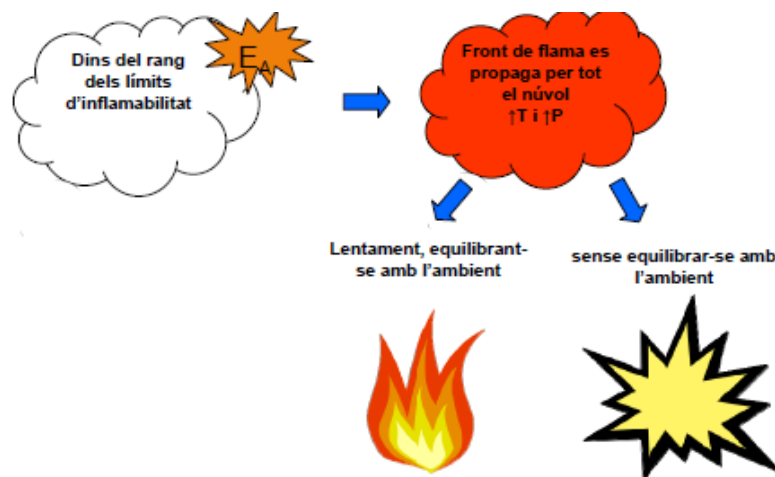 Dins del rang
dels límits
d'inflamabilitat
E_A
Front de flama es
propaga per tot
el núvol
↑T i ↑P
Lentament, equilibrant-
se amb l'ambient
sense equilibrar-se amb
l'ambient